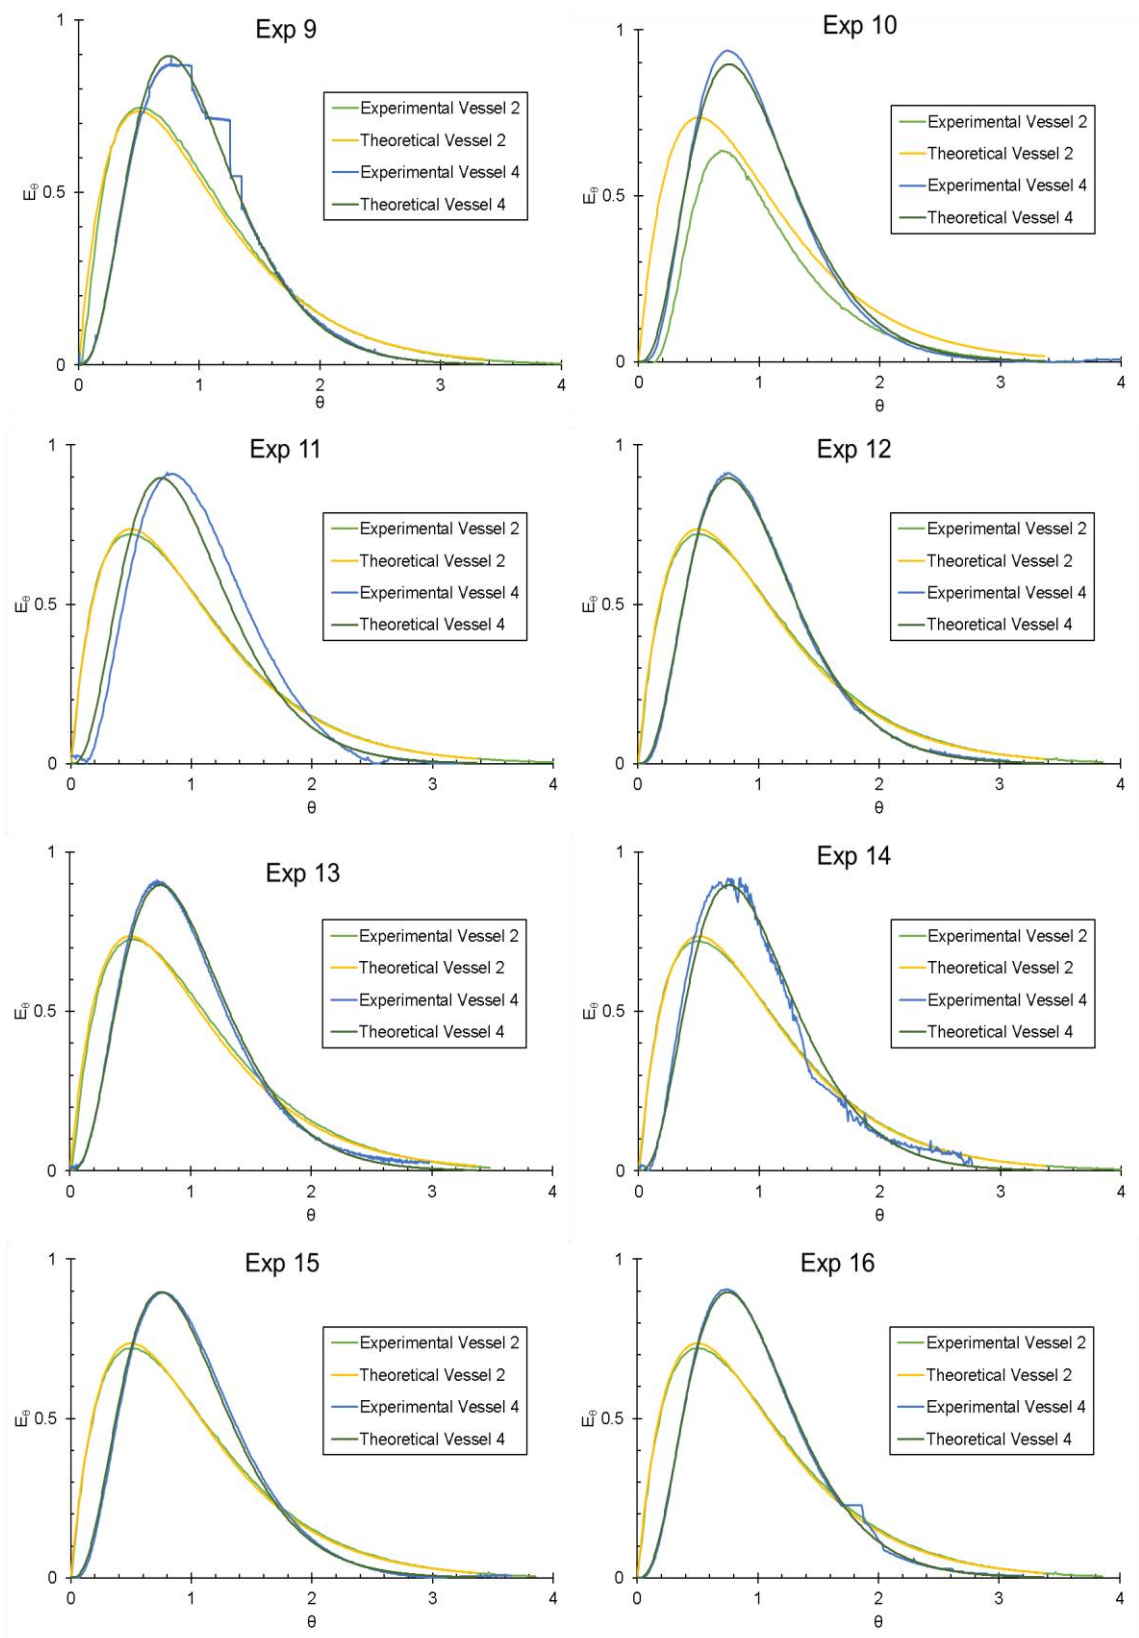 Exp 9
1
0.5
0
Eθ
0
1
2
3
4
θ
Experimental Vessel 2
Theoretical Vessel 2
Experimental Vessel 4
Theoretical Vessel 4
Exp 10
1
0.5
0
Eθ
0
1
2
3
4
θ
Experimental Vessel 2
Theoretical Vessel 2
Experimental Vessel 4
Theoretical Vessel 4
Exp 11
1
0.5
0
Eθ
0
1
2
3
4
θ
Experimental Vessel 2
Theoretical Vessel 2
Experimental Vessel 4
Theoretical Vessel 4
Exp 12
1
0.5
0
Eθ
0
1
2
3
4
θ
Experimental Vessel 2
Theoretical Vessel 2
Experimental Vessel 4
Theoretical Vessel 4
Exp 13
1
0.5
0
Eθ
0
1
2
3
4
θ
Experimental Vessel 2
Theoretical Vessel 2
Experimental Vessel 4
Theoretical Vessel 4
Exp 14
1
0.5
0
Eθ
0
1
2
3
4
θ
Experimental Vessel 2
Theoretical Vessel 2
Experimental Vessel 4
Theoretical Vessel 4
Exp 15
1
0.5
0
Eθ
0
1
2
3
4
θ
Experimental Vessel 2
Theoretical Vessel 2
Experimental Vessel 4
Theoretical Vessel 4
Exp 16
1
0.5
0
Eθ
0
1
2
3
4
θ
Experimental Vessel 2
Theoretical Vessel 2
Experimental Vessel 4
Theoretical Vessel 4